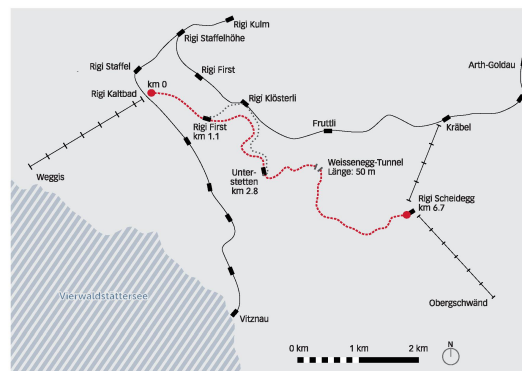 Rigi Kulm
Rigi Staffelhöhe
Arth-Goldau
Rigi Staffel
Rigi First
km 0
Rigi Kaltbad
Rigi Klösterli
Fruttli
Kräbel
Rigi First
km 1.1
Weggis
Unter-
stetten
km 2.8
Weissenegg-Tunnel
Länge: 50 m
Rigi Scheidegg
km 6.7
Vierwaldstättersee
Obergschwänd
Vitznau
0 km
1 km
2 km
N